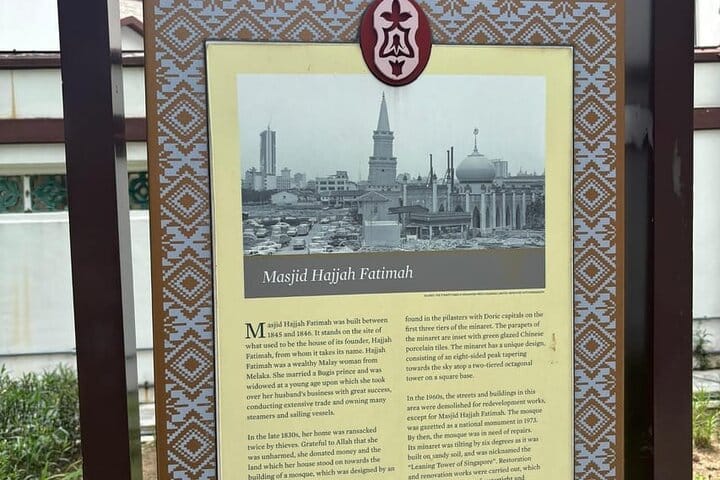 Masjid Hajjah Fatimah
Masjid Hajjah Fatimah was built between
1845 and 1846. It stands on the site of
what used to be the house of its founder, Hajjah
Fatimah, from whom it takes its name. Hajjah
Fatimah was a wealthy Malay woman from
Melaka. She married a Bugis prince and was
widowed at a young age upon which she took
over her husband's business with great success,
conducting extensive trade and owning many
steamers and sailing vessels.
In the late 1830s, her home was ransacked
twice by thieves. Grateful to Allah that she
was unharmed, she donated money and the
land which her house stood on towards the
building of a mosque, which was designed by an
found in the pilasters with Doric capitals on the
first three tiers of the minaret. The parapets of
the minaret are inset with green glazed Chinese
porcelain tiles. The minaret has a unique design,
consisting of an eight-sided peak tapering
towards the sky atop a two-tiered octagonal
tower on a square base.
In the 1960s, the streets and buildings in this
area were demolished for redevelopment works,
except for Masjid Hajjah Fatimah. The mosque
was gazetted as a national monument in 1973.
By then, the mosque was in need of repairs.
Its minaret was tilting by six degrees as it was
built on sandy soil, and was nicknamed the
"Leaning Tower of Singapore". Restoration
and renovation works were carried out, which